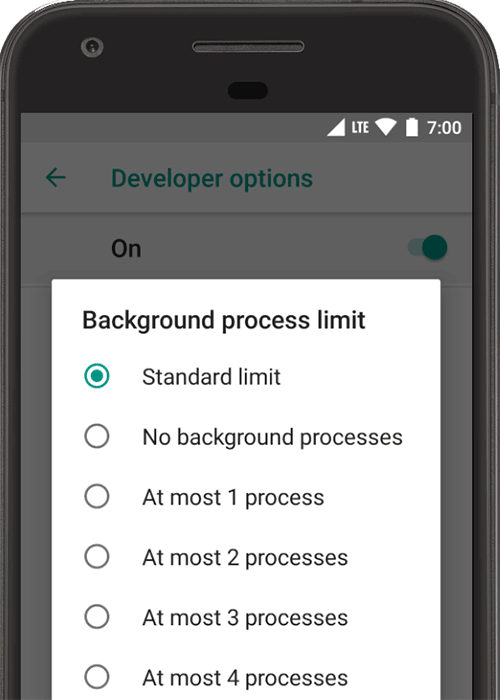 LTE 7:00
Developer options
On
Background process limit
Standard limit
No background processes
At most 1 process
At most 2 processes
At most 3 processes
At most 4 processes